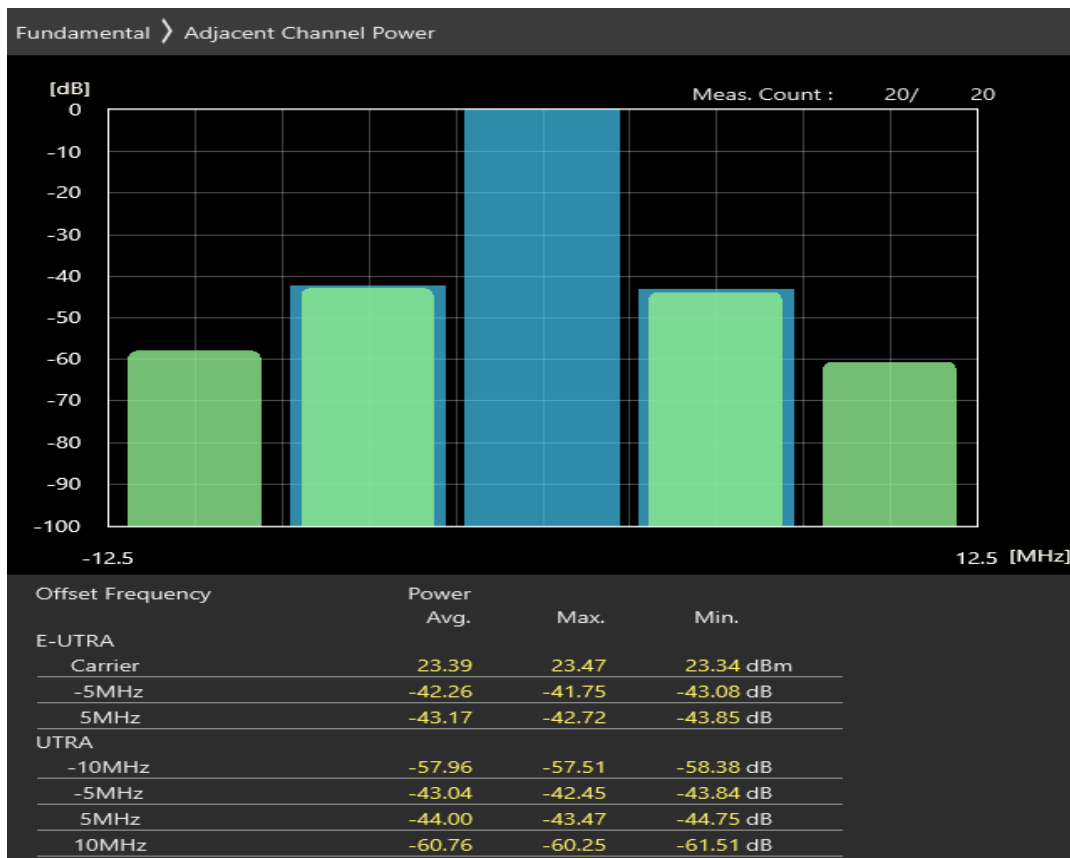 Fundamental 〉 Adjacent Channel Power
[dB]
Meas. Count : 20/ 20
0
-10
-20
-30
-40
-50
-60
-70
-80
-90
-100
-12.5 12.5 [MHz]
Offset Frequency Power
Avg. Max. Min.
E-UTRA
Carrier 23.39 23.47 23.34 dBm
-5MHz -42.26 -41.75 -43.08 dB
5MHz -43.17 -42.72 -43.85 dB
UTRA
-10MHz -57.96 -57.51 -58.38 dB
-5MHz -43.04 -42.45 -43.84 dB
5MHz -44.00 -43.47 -44.75 dB
10MHz -60.76 -60.25 -61.51 dB